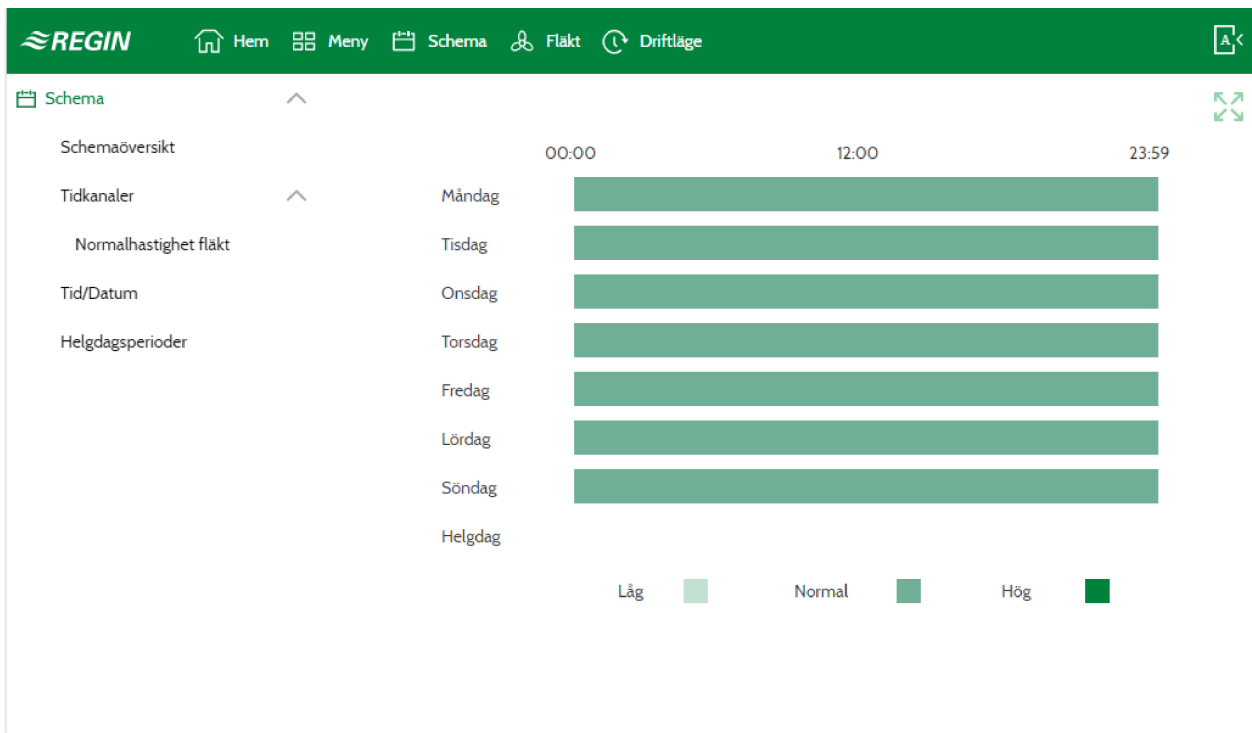 REGIN Hem Meny Schema Fläkt Driftläge A
Schema
Schemaöversikt
00:00 12:00 23:59
Tidkanaler
Måndag
Normalhastighet fläkt
Tisdag
Tid/Datum
Onsdag
Helgdagsperioder
Torsdag
Fredag
Lördag
Söndag
Helgdag
Låg Normal Hög